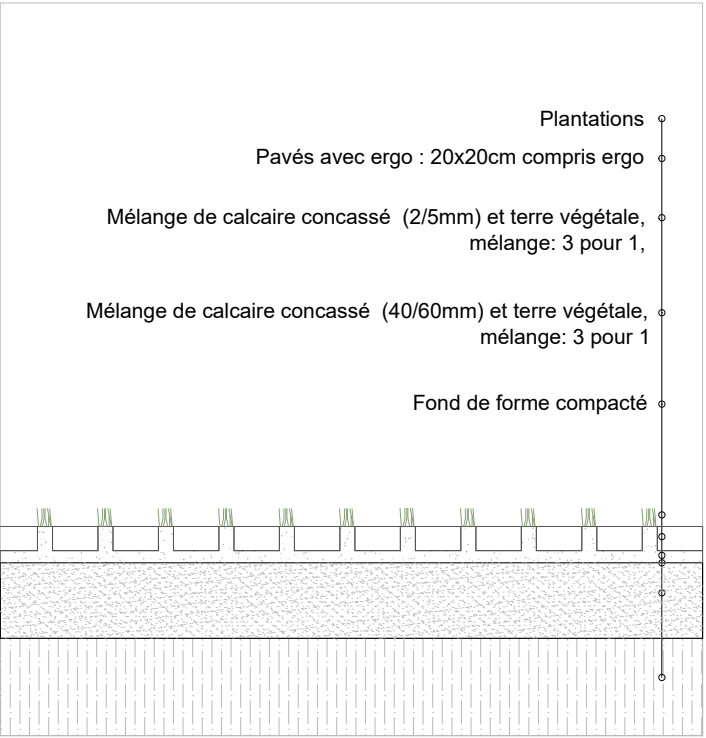 Plantations
Pavés avec ergo : 20x20cm compris ergo
Mélange de calcaire concassé  (2/5mm) et terre végétale,
mélange: 3 pour 1,
Mélange de calcaire concassé  (40/60mm) et terre végétale,
mélange: 3 pour 1
Fond de forme compacté